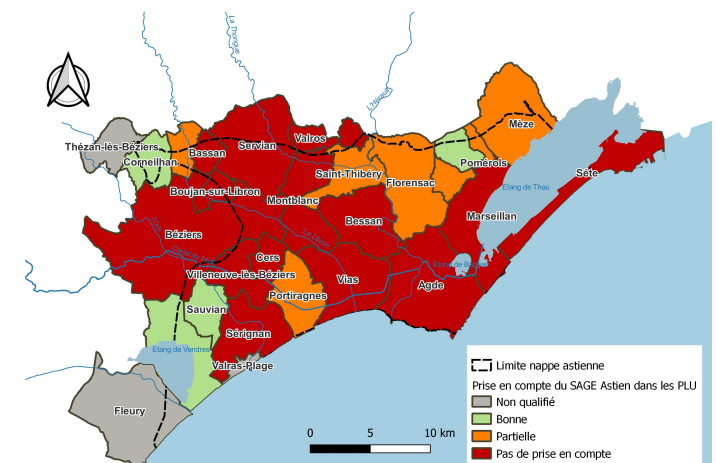 La Thongue
L'Hérault
Mèze
Thézan-lès-Béziers
Corneilhan
Bassan
Servian
Valros
Pomérols
Saint-Thibéry
Florensac
Sète
Etang de Thau
Boujan-sur-Libron
Montblanc
Bessan
Marseillan
Béziers
Cers
Villeneuve-lès-Béziers
Vias
Agde
Portiragnes
Sauvian
Sérignan
Etang de Vendres
Valras-Plage
Fleury
0 5 10 km
Limite nappe astienne
Prise en compte du SAGE Astien dans les PLU
Non qualifié
Bonne
Partielle
Pas de prise en compte